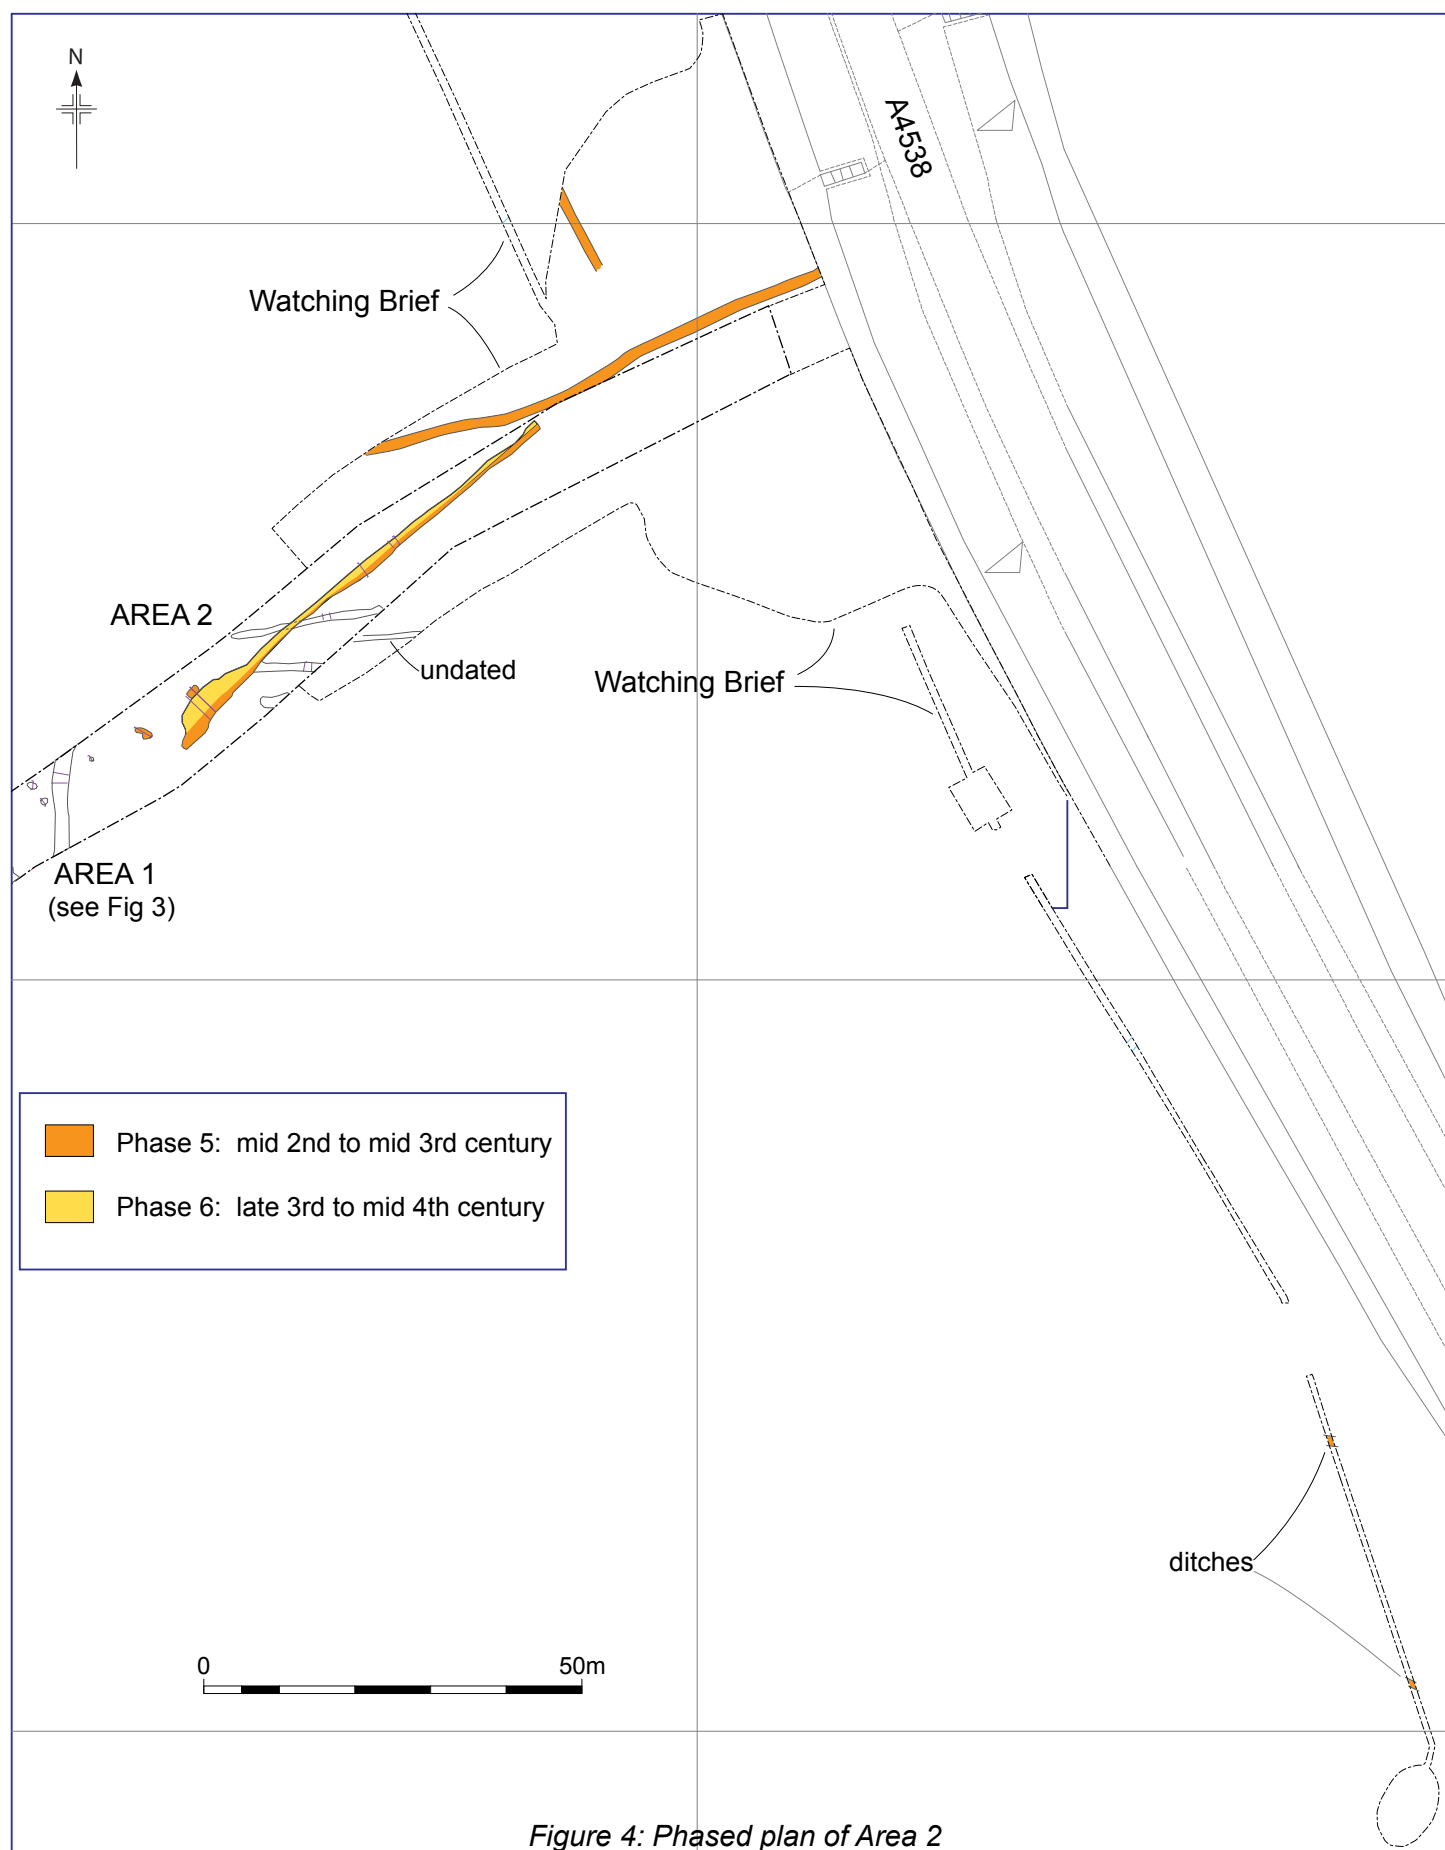 N
A4538
Watching Brief
AREA 2
undated
Watching Brief
AREA 1
(see Fig 3)
Phase 5: mid 2nd to mid 3rd century
Phase 6: late 3rd to mid 4th century
ditches
0 50m
Figure 4: Phased plan of Area 2